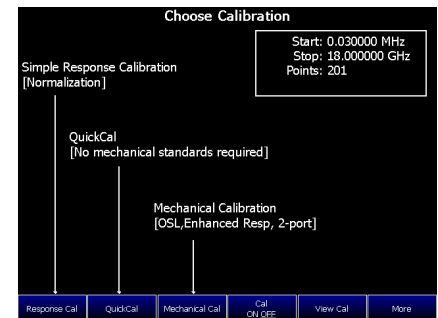 Choose Calibration
Start: 0.030000 MHz
Stop: 18.000000 GHz
Points: 201
Simple Response Calibration
[Normalization]
QuickCal
[No mechanical standards required]
Mechanical Calibration
[OSL,Enhanced Resp, 2-port]
Response Cal
QuickCal
Mechanical Cal
Cal
ON OFF
View Cal
More